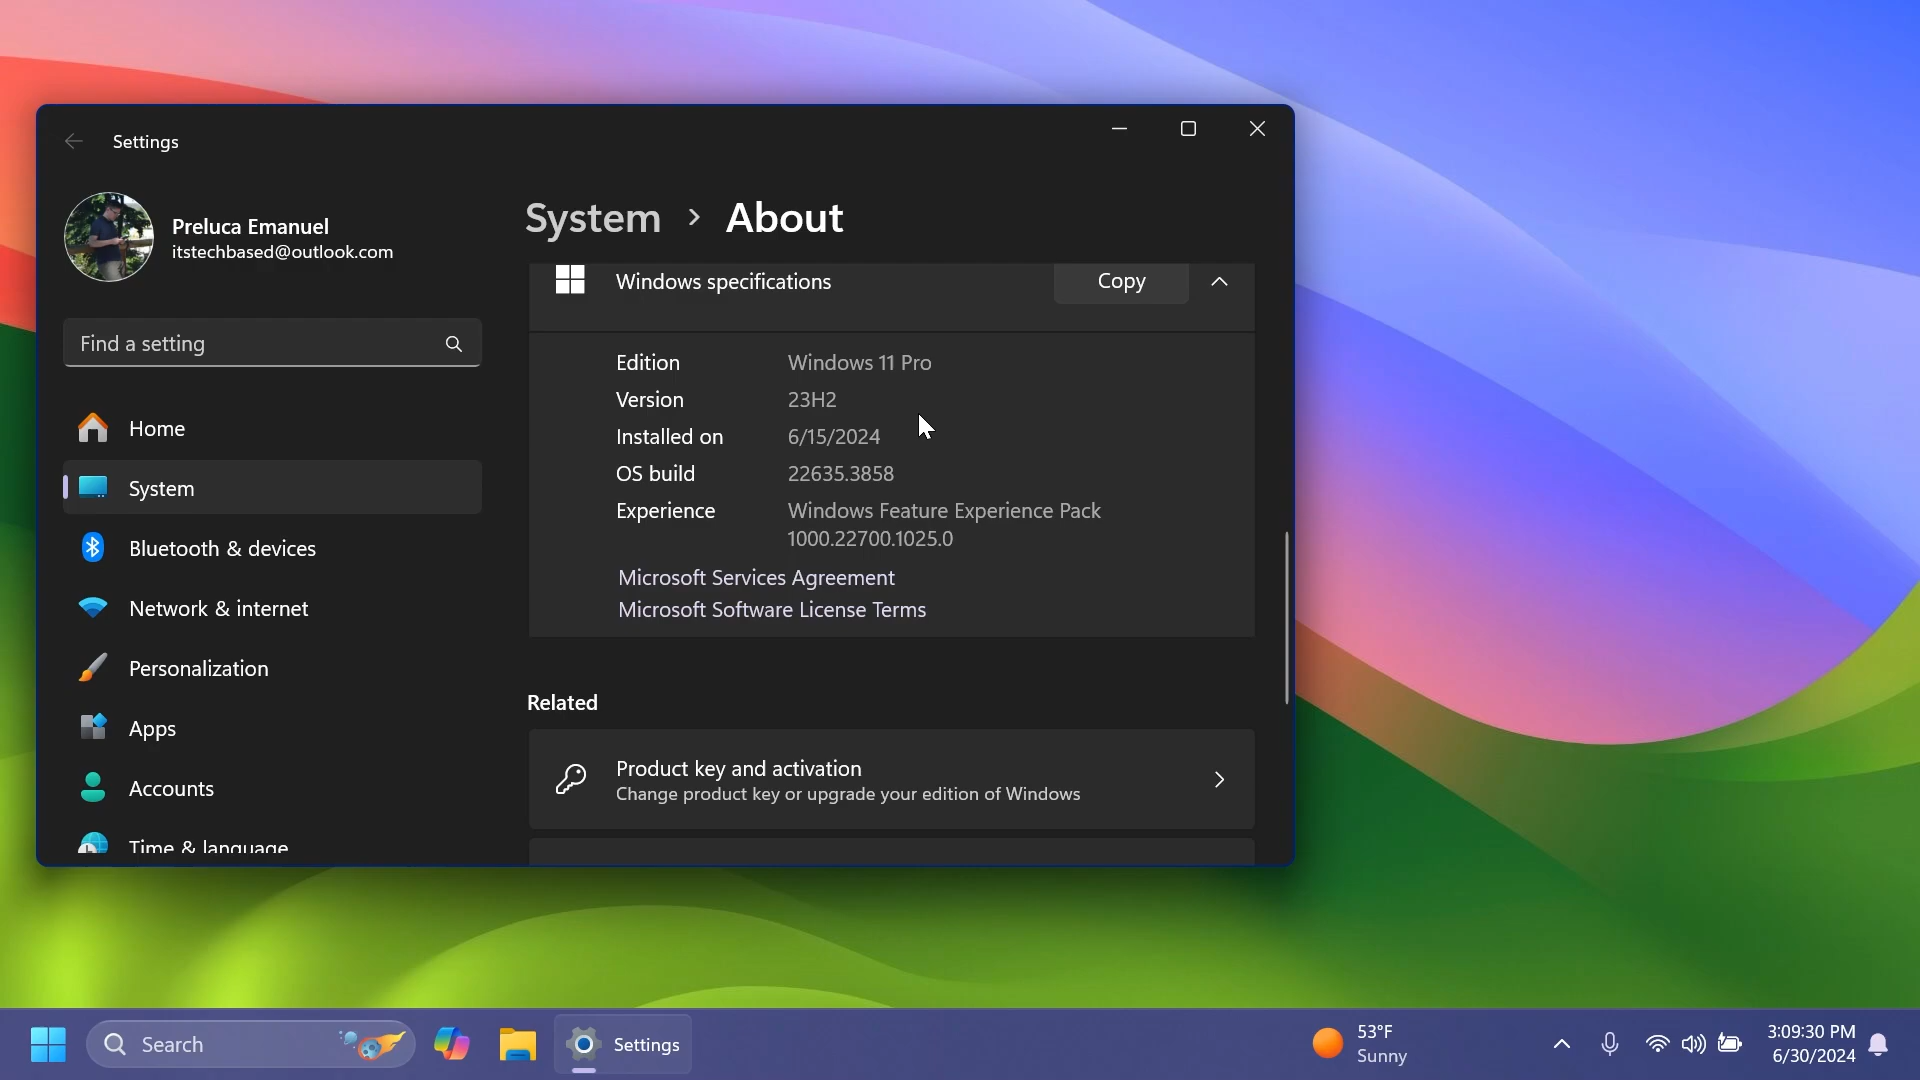 Settings
Preluca Emanuel
itstechbased@outlook.com
Find a setting
Home
System
Bluetooth & devices
Network & internet
Personalization
Apps
Accounts
Time & language
System > About
Windows specifications
Copy
Edition Windows 11 Pro
Version 23H2
Installed on 6/15/2024
OS build 22635.3858
Experience Windows Feature Experience Pack
1000.22700.1025.0
Microsoft Services Agreement
Microsoft Software License Terms
Related
Product key and activation
Change product key or upgrade your edition of Windows
Search
Settings
53°F
Sunny
3:09:30 PM
6/30/2024